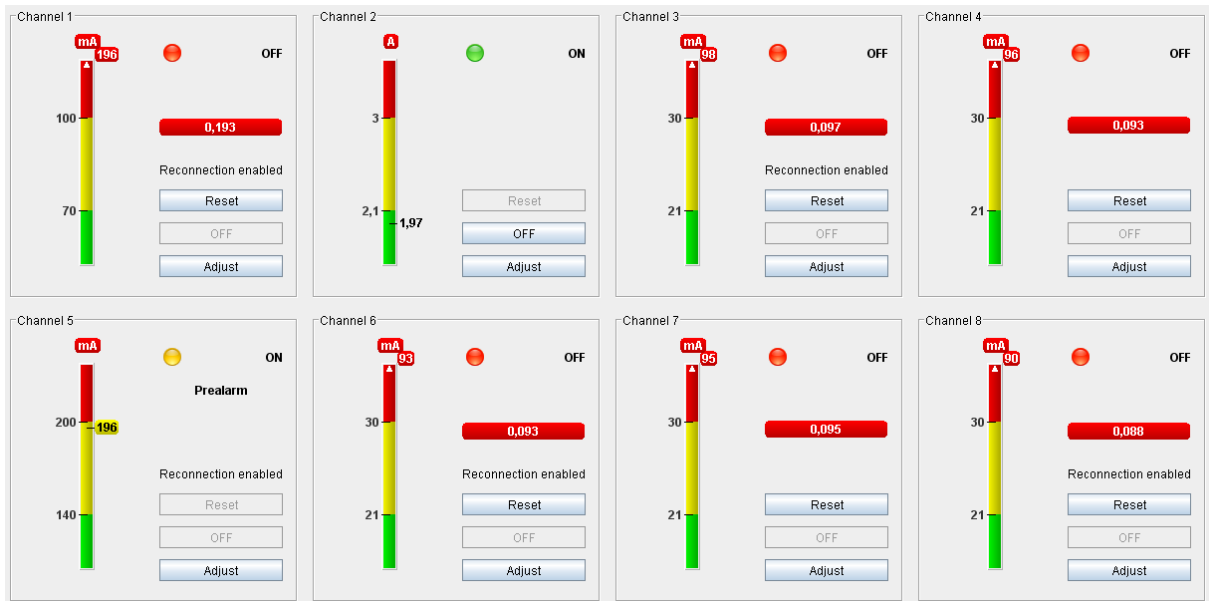 Channel 1
mA
196
OFF
100
0,193
Reconnection enabled
70
Reset
OFF
Adjust
Channel 2
A
ON
3
2,1
1,97
Reset
OFF
Adjust
Channel 3
mA
98
OFF
30
0,097
Reconnection enabled
21
Reset
OFF
Adjust
Channel 4
mA
96
OFF
30
0,093
21
Reset
OFF
Adjust
Channel 5
mA
ON
Prealarm
200
196
Reconnection enabled
140
Reset
OFF
Adjust
Channel 6
mA
93
OFF
30
0,093
Reconnection enabled
21
Reset
OFF
Adjust
Channel 7
mA
95
OFF
30
0,095
21
Reset
OFF
Adjust
Channel 8
mA
90
OFF
30
0,088
Reconnection enabled
21
Reset
OFF
Adjust